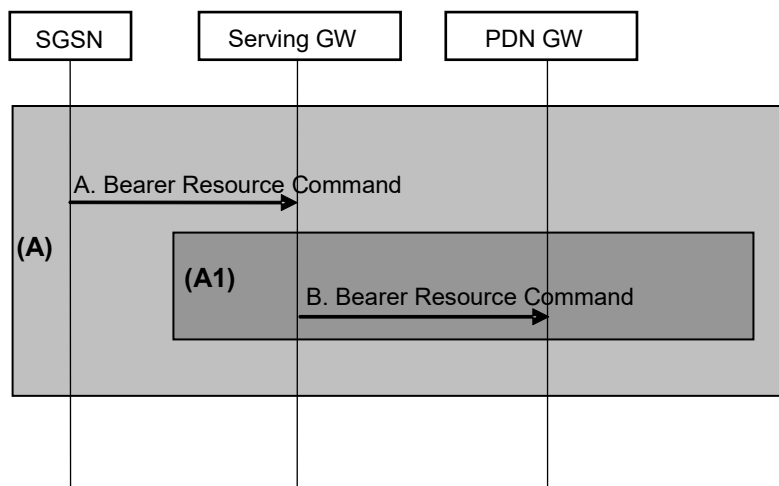 SGSN
Serving GW
PDN GW
A. Bearer Resource Command
(A)
(A1)
B. Bearer Resource Command